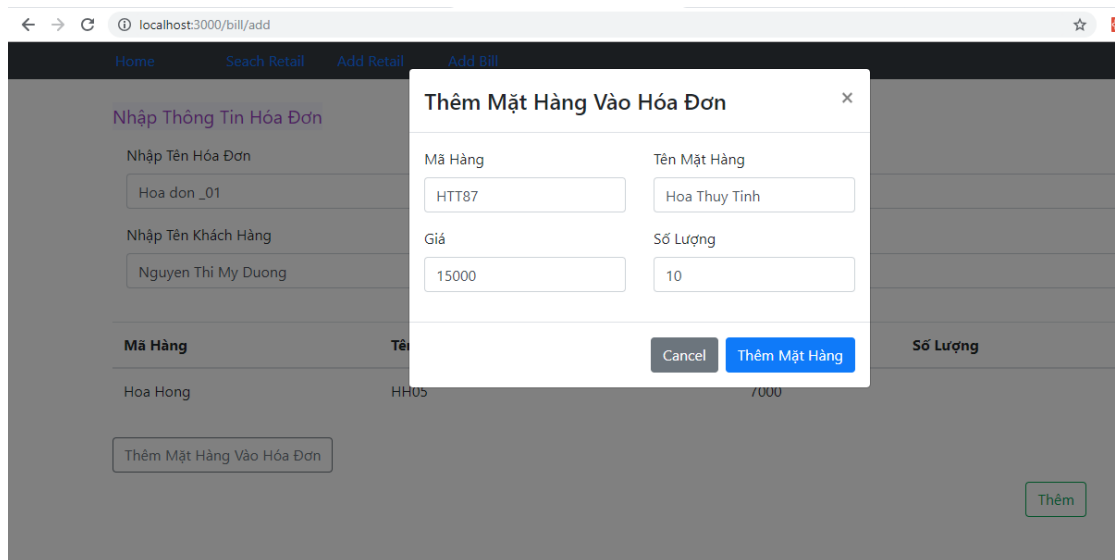 localhost:3000/bill/add
Home Seach Retail Add Retail Add Bill
Thêm Mặt Hàng Vào Hóa Đơn ×
Mã Hàng Tên Mặt Hàng
HTT87 Hoa Thuy Tinh
Giá Số Lượng
15000 10
Cancel Thêm Mặt Hàng
Nhập Thông Tin Hóa Đơn
Nhập Tên Hóa Đơn
Hoa don _01
Nhập Tên Khách Hàng
Nguyen Thi My Duong
Mã Hàng Số Lượng
Hoa Hong HH05 7000
Thêm Mặt Hàng Vào Hóa Đơn
Thêm